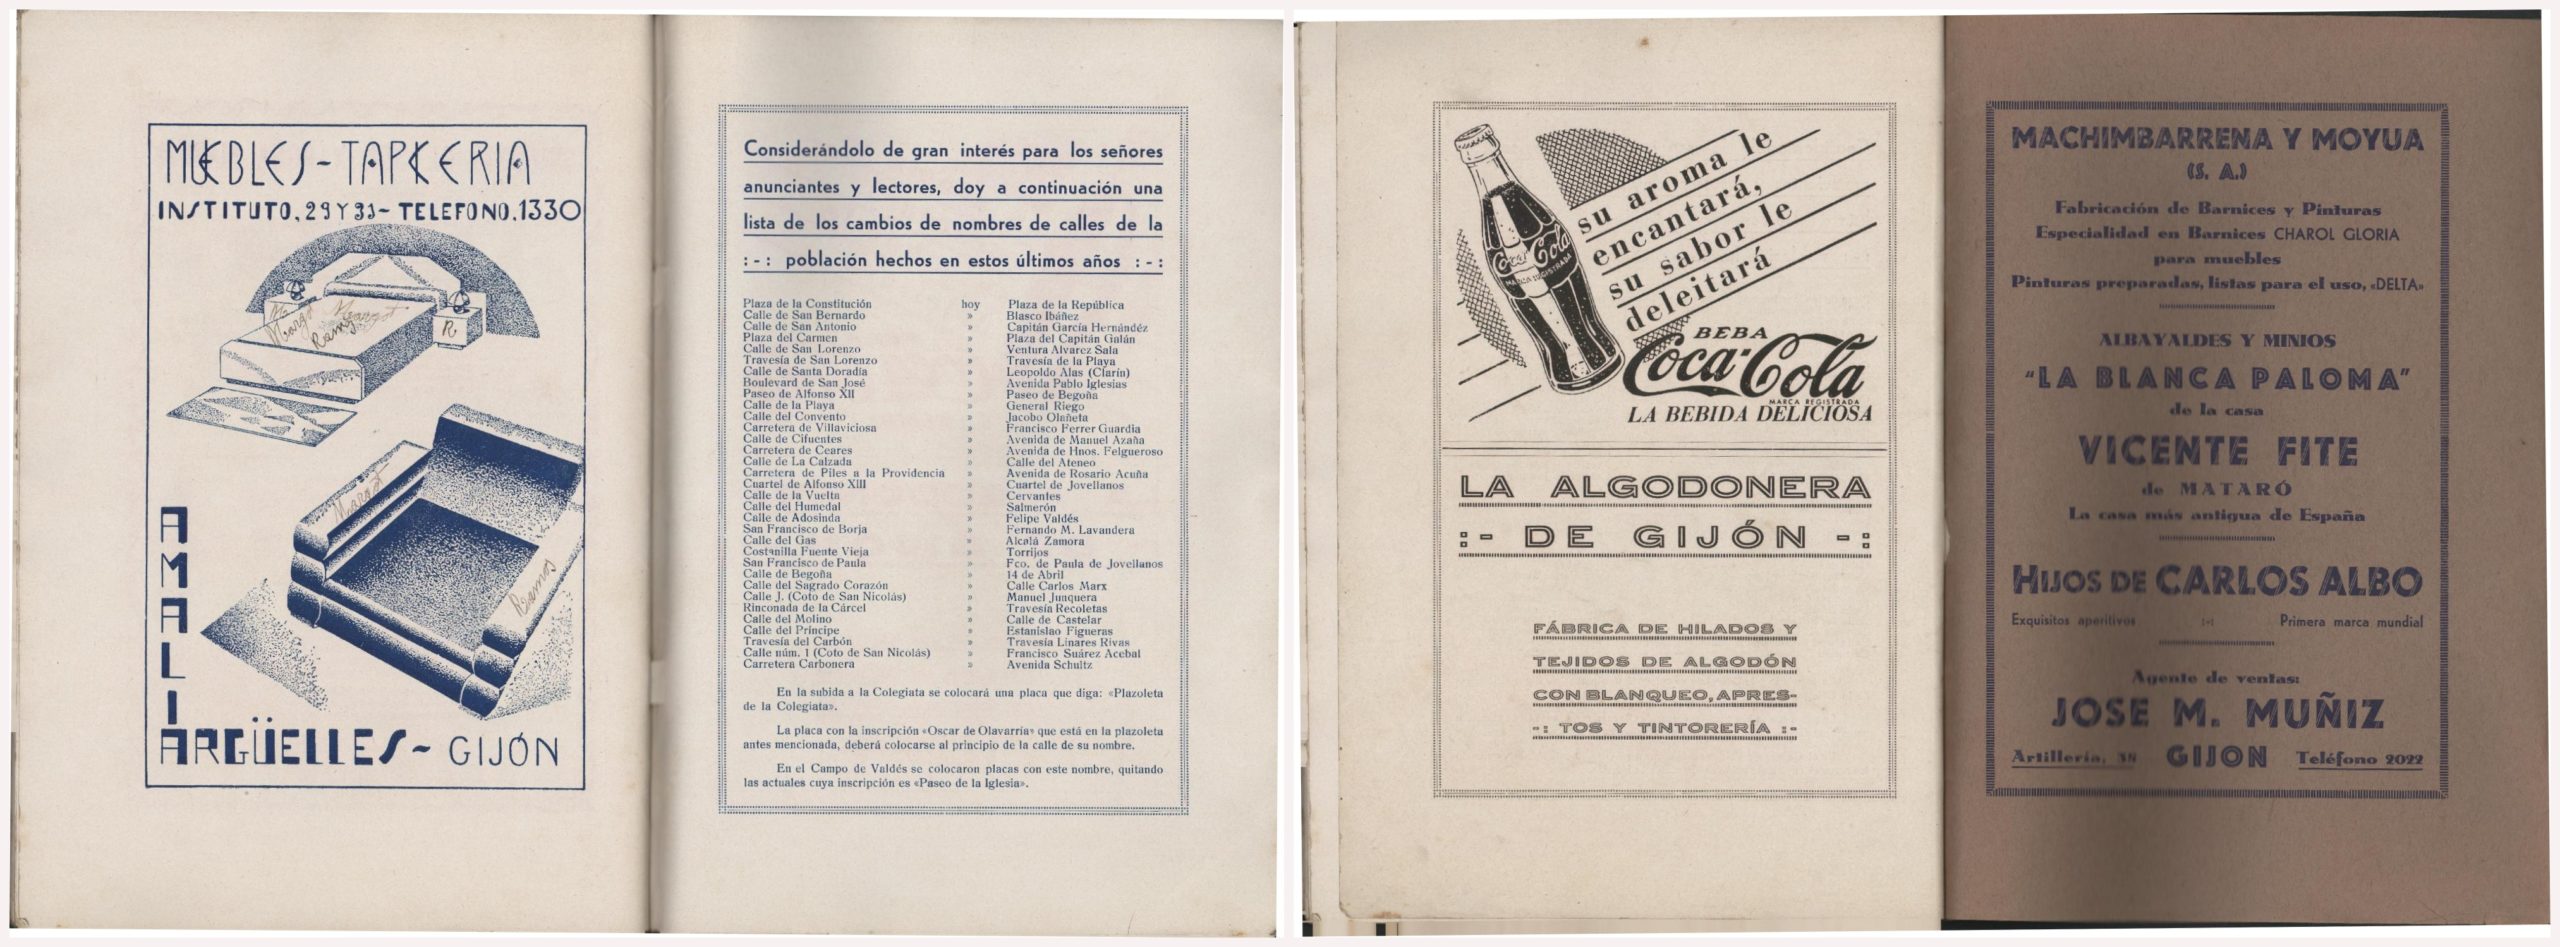 MUEBLES-TAPICERIA
INSTITUTO, 29 Y 31-TELEFONO.1330
Margot
Margot
Ramos
R
Margot
Ramos
AMALIA
ARGÜELLES-GIJÓN
Considerándolo de gran interés para los señores
anunciantes y lectores, doy a continuación una
lista de los cambios de nombres de calles de la
:-: población hechos en estos últimos años :-:
Plaza de la Constitución hoy Plaza de la República
Calle de San Bernardo » Blasco Ibáñez
Calle de San Antonio » Capitán García Hernández
Plaza del Carmen » Plaza del Capitán Galán
Calle de San Lorenzo » Ventura Alvarez Sala
Travesía de San Lorenzo » Travesía de la Playa
Calle de Santa Doradía » Leopoldo Alas (Clarín)
Boulevard de San José » Avenida Pablo Iglesias
Paseo de Alfonso XII » Paseo de Begoña
Calle de la Playa » General Riego
Calle del Convento » Jacobo Olañeta
Carretera de Villaviciosa » Francisco Ferrer Guardia
Calle de Cifuentes » Avenida de Manuel Azaña
Carretera de Ceares » Avenida de Hnos. Felgueroso
Calle de La Calzada » Calle del Ateneo
Carretera de Piles a la Providencia » Avenida de Rosario Acuña
Cuartel de Alfonso XIII » Cuartel de Jovellanos
Calle de la Vuelta » Cervantes
Calle del Humedal » Salmerón
Calle de Adosinda » Felipe Valdés
San Francisco de Borja » Fernando M. Lavandera
Calle del Gas » Alcalá Zamora
Costanilla Fuente Vieja » Torrijos
San Francisco de Paula » Fco. de Paula de Jovellanos
Calle de Begoña » 14 de Abril
Calle del Sagrado Corazón » Calle Carlos Marx
Calle J. (Coto de San Nicolás) » Manuel Junquera
Rinconada de la Cárcel » Travesía Recoletas
Calle del Molino » Calle de Castelar
Calle del Príncipe » Estanislao Figueras
Travesía del Carbón » Travesía Linares Rivas
Calle núm. 1 (Coto de San Nicolás) » Francisco Suárez Acebal
Carretera Carbonera » Avenida Schultz
En la subida a la Colegiata se colocará una placa que diga: «Plazoleta
de la Colegiata».
La placa con la inscripción «Oscar de Olavarría» que está en la plazoleta
antes mencionada, deberá colocarse al principio de la calle de su nombre.
En el Campo de Valdés se colocaron placas con este nombre, quitando
las actuales cuya inscripción es «Paseo de la Iglesia».
su aroma le
encantará,
su sabor le
deleitará
Coca-Cola
MARCA REGISTRADA
BEBA
Coca-Cola
MARCA REGISTRADA
LA BEBIDA DELICIOSA
LA ALGODONERA
:- DE GIJÓN -:
FÁBRICA DE HILADOS Y
TEJIDOS DE ALGODÓN
CON BLANQUEO, APRES-
-: TOS Y TINTORERÍA :-
MACHIMBARRENA Y MOYUA
(S. A.)
Fabricación de Barnices y Pinturas
Especialidad en Barnices CHAROL GLORIA
para muebles
Pinturas preparadas, listas para el uso, «DELTA»
ALBAYALDES Y MINIOS
"LA BLANCA PALOMA"
de la casa
VICENTE FITE
de MATARÓ
La casa más antigua de España
HIJOS DE CARLOS ALBO
Exquisitos aperitivos :-: Primera marca mundial
Agente de ventas:
JOSE M. MUÑIZ
Artillería, GIJON Teléfono 2022